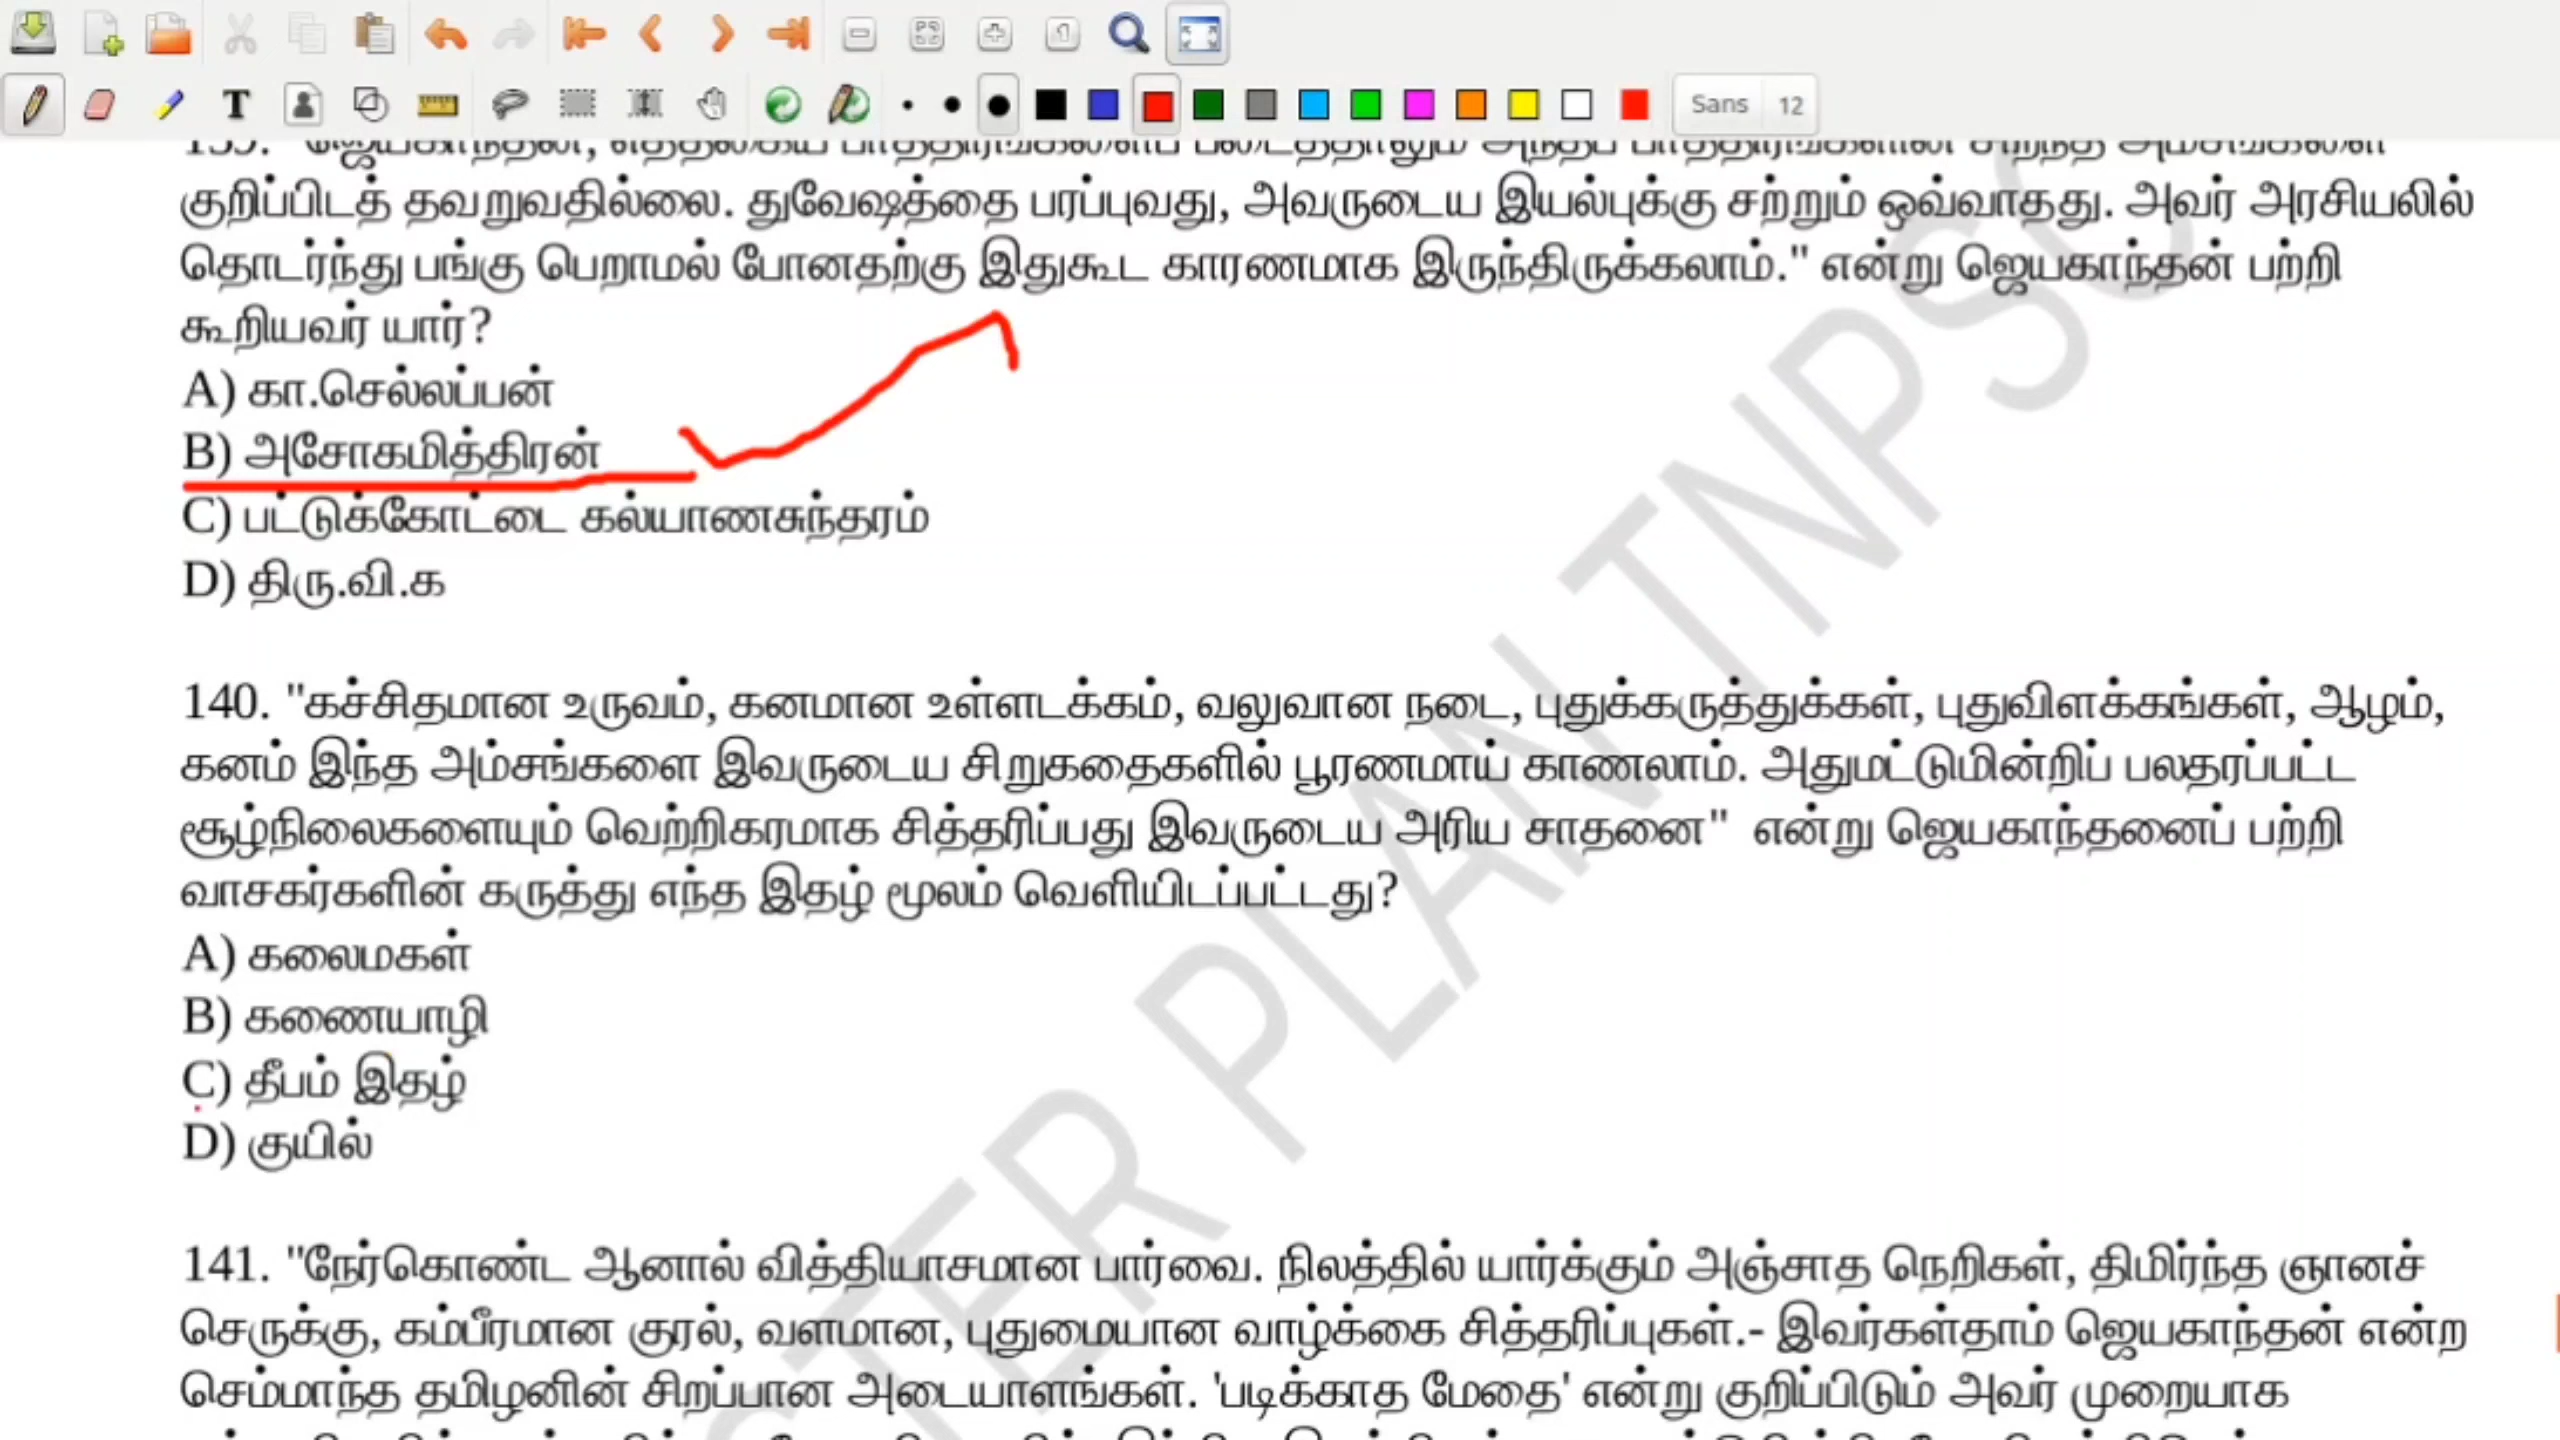 Sans 12
குறிப்பிடத் தவறுவதில்லை. துவேஷத்தை பரப்புவது, அவருடைய இயல்புக்கு சற்றும் ஒவ்வாதது. அவர் அரசியலில்
தொடர்ந்து பங்கு பெறாமல் போனதற்கு இதுகூட காரணமாக இருந்திருக்கலாம்." என்று ஜெயகாந்தன் பற்றி
கூறியவர் யார்?
A) கா.செல்லப்பன்
B) அசோகமித்திரன்
C) பட்டுக்கோட்டை கல்யாணசுந்தரம்
D) திரு.வி.க
140. "கச்சிதமான உருவம், கனமான உள்ளடக்கம், வலுவான நடை, புதுக்கருத்துக்கள், புதுவிளக்கங்கள், ஆழம்,
கனம் இந்த அம்சங்களை இவருடைய சிறுகதைகளில் பூரணமாய் காணலாம். அதுமட்டுமின்றிப் பலதரப்பட்ட
சூழ்நிலைகளையும் வெற்றிகரமாக சித்தரிப்பது இவருடைய அரிய சாதனை" என்று ஜெயகாந்தனைப் பற்றி
வாசகர்களின் கருத்து எந்த இதழ் மூலம் வெளியிடப்பட்டது?
A) கலைமகள்
B) கணையாழி
C) தீபம் இதழ்
D) குயில்
141. "நேர்கொண்ட ஆனால் வித்தியாசமான பார்வை. நிலத்தில் யார்க்கும் அஞ்சாத நெறிகள், திமிர்ந்த ஞானச்
செருக்கு, கம்பீரமான குரல், வளமான, புதுமையான வாழ்க்கை சித்தரிப்புகள்.- இவர்கள்தாம் ஜெயகாந்தன் என்ற
செம்மாந்த தமிழனின் சிறப்பான அடையாளங்கள். 'படிக்காத மேதை' என்று குறிப்பிடும் அவர் முறையாக
PLAN TNPSC